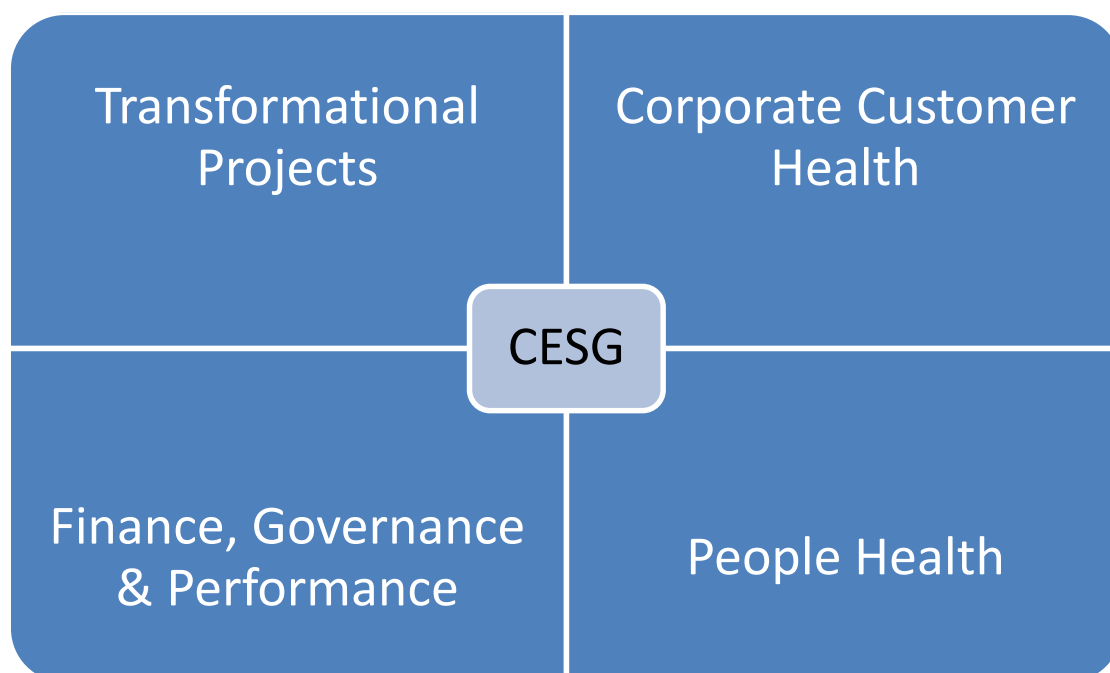 Transformational
Projects
Corporate Customer
Health
CESG
Finance, Governance
& Performance
People Health